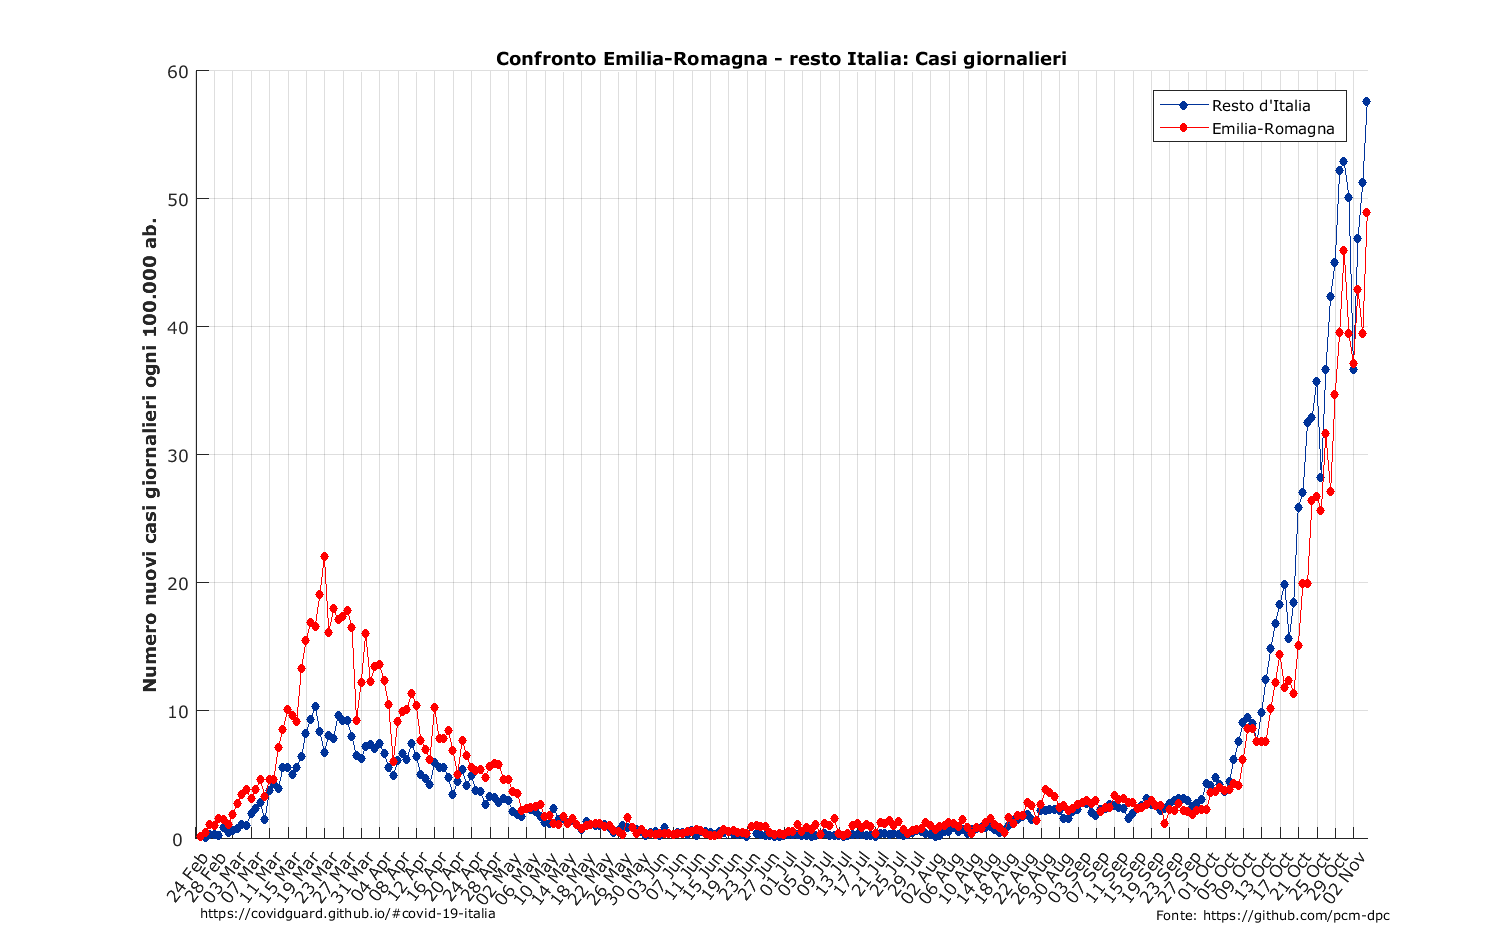 Confronto Emilia-Romagna - resto Italia: Casi giornalieri
Resto d'Italia
Emilia-Romagna
Numero nuovi casi giornalieri ogni 100.000 ab.
60
50
40
30
20
10
0
24 Feb
28 Feb
03 Mar
07 Mar
11 Mar
15 Mar
19 Mar
23 Mar
27 Mar
31 Mar
04 Apr
08 Apr
12 Apr
16 Apr
20 Apr
24 Apr
28 Apr
02 May
06 May
10 May
14 May
18 May
22 May
26 May
30 May
03 Jun
07 Jun
11 Jun
15 Jun
19 Jun
23 Jun
27 Jun
01 Jul
05 Jul
09 Jul
13 Jul
17 Jul
21 Jul
25 Jul
29 Jul
02 Aug
06 Aug
10 Aug
14 Aug
18 Aug
22 Aug
26 Aug
30 Aug
03 Sep
07 Sep
11 Sep
15 Sep
19 Sep
23 Sep
27 Sep
01 Oct
05 Oct
09 Oct
13 Oct
17 Oct
21 Oct
25 Oct
29 Oct
02 Nov
https://covidguard.github.io/#covid-19-italia
Fonte: https://github.com/pcm-dpc